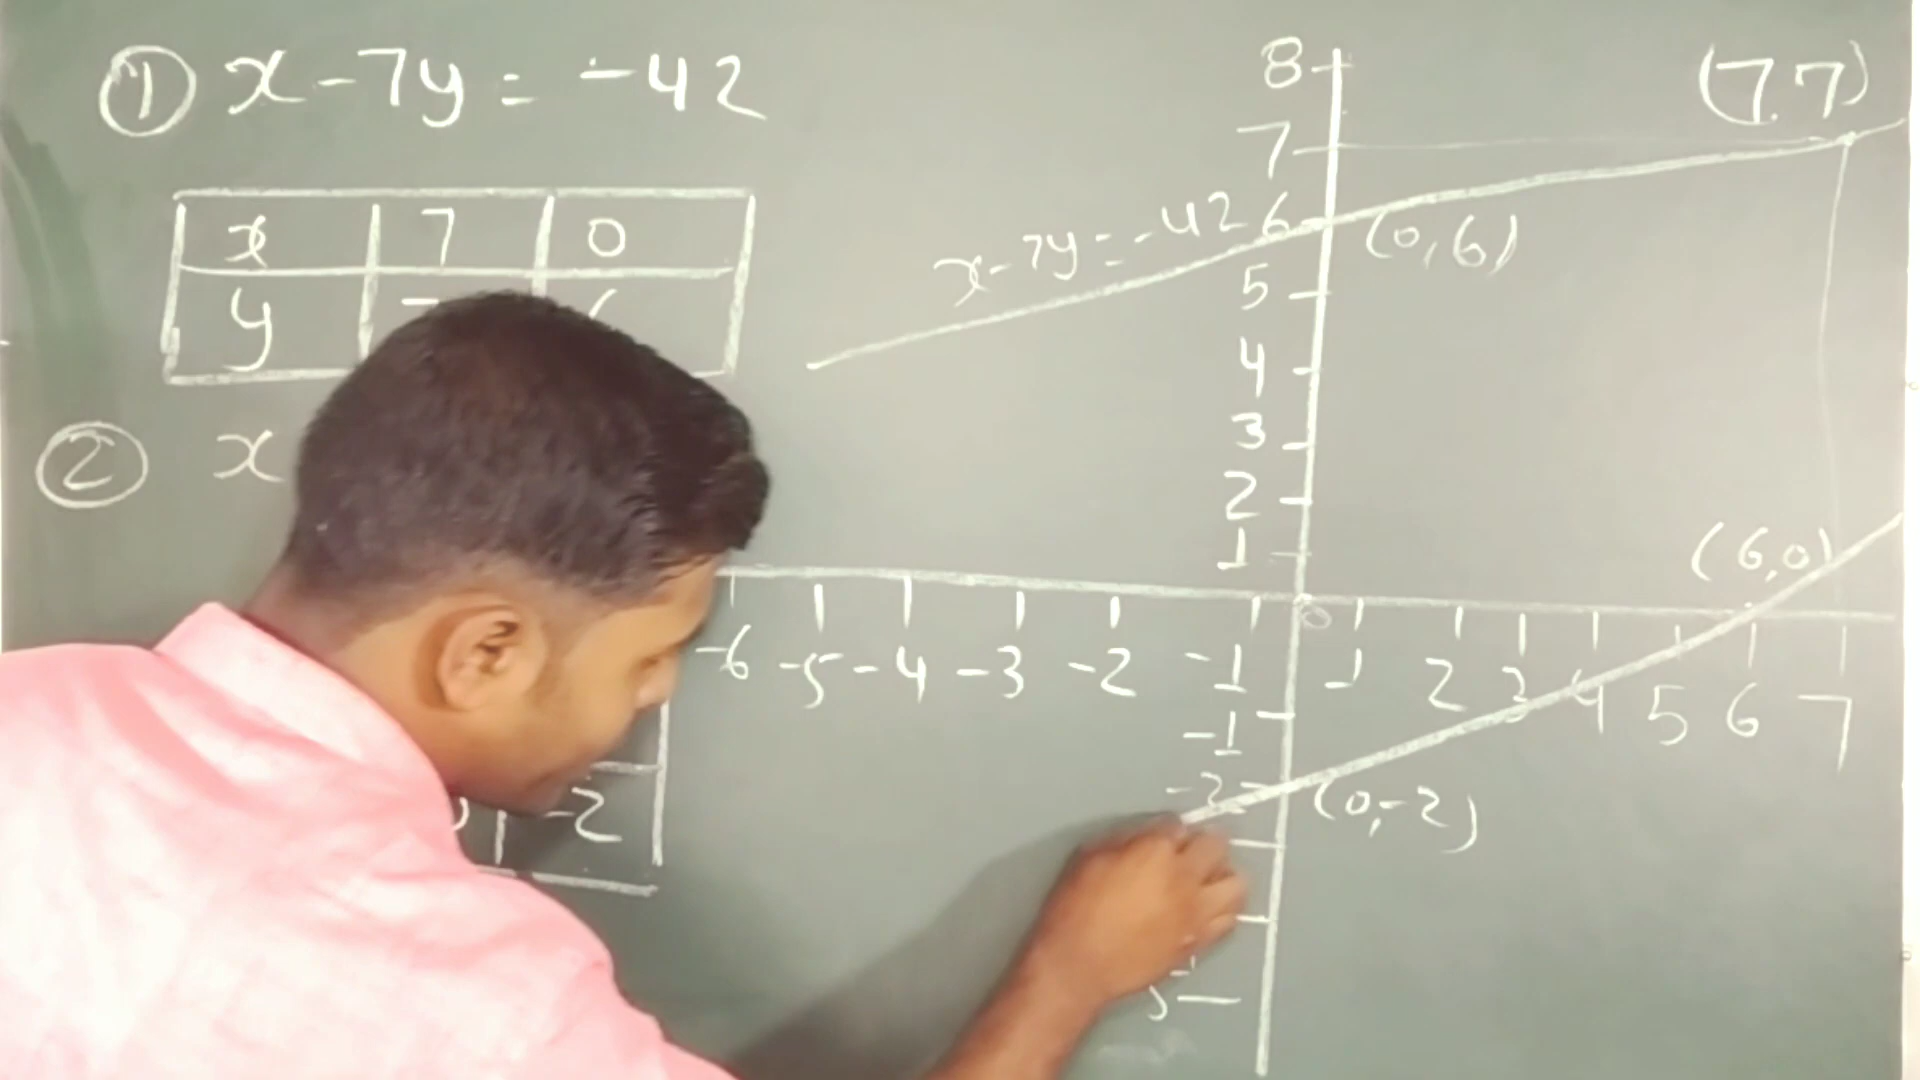 ① x-7y = -42
x 7 0
y
② x
-2
8
(7,7)
7
x-7y=-42
6
(0,6)
5
4
3
2
1
(6,0)
0
-6 -5 -4 -3 -2 -1 1 2 3 4 5 6 7
-1
-2
(0,-2)